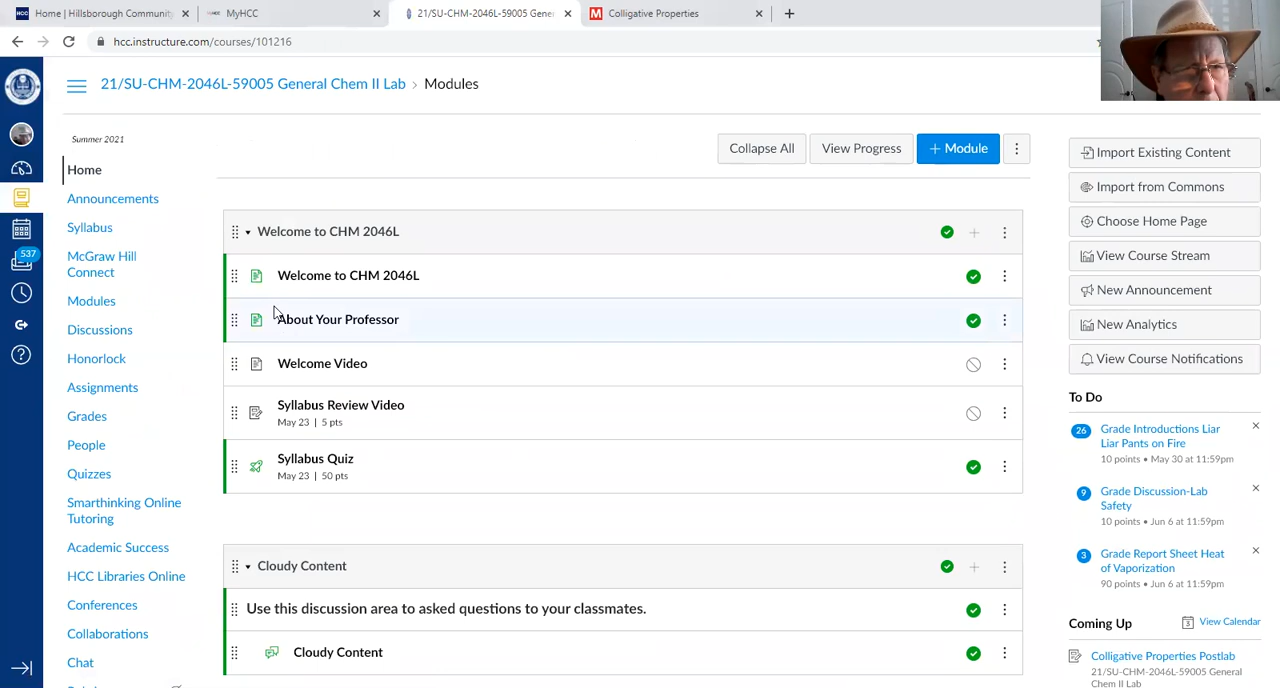 HCC Home | Hillsborough Community
MyHCC
21/SU-CHM-2046L-59005 Gene
M Colligative Properties
hcc.instructure.com/courses/101216
21/SU-CHM-2046L-59005 General Chem II Lab > Modules
Summer 2021
Collapse All
View Progress
+ Module
Home
Announcements
Syllabus
McGraw Hill
Connect
Modules
Discussions
Honorlock
Assignments
Grades
People
Quizzes
Smarthinking Online
Tutoring
Academic Success
HCC Libraries Online
Conferences
Collaborations
Chat
537
Welcome to CHM 2046L
Welcome to CHM 2046L
About Your Professor
Welcome Video
Syllabus Review Video
May 23 | 5 pts
Syllabus Quiz
May 23 | 50 pts
Cloudy Content
Use this discussion area to asked questions to your classmates.
Cloudy Content
Import Existing Content
Import from Commons
Choose Home Page
View Course Stream
New Announcement
New Analytics
View Course Notifications
To Do
26 Grade Introductions Liar
Liar Pants on Fire
10 points • May 30 at 11:59pm
9 Grade Discussion-Lab
Safety
10 points • Jun 6 at 11:59pm
3 Grade Report Sheet Heat
of Vaporization
90 points • Jun 6 at 11:59pm
Coming Up
3 View Calendar
Colligative Properties Postlab
21/SU-CHM-2046L-59005 General
Chem II Lab